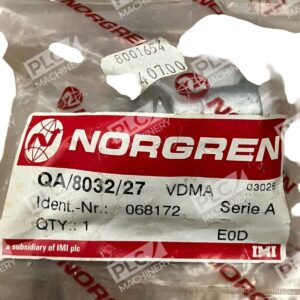 8001654
40700
NORGREN
QA/8032/27 VDMA 03026
Ident.-Nr.: 068172 Serie A
QTY.: 1 E0D
a subsidiary of IMI plc IMI
PLC MACHINERY